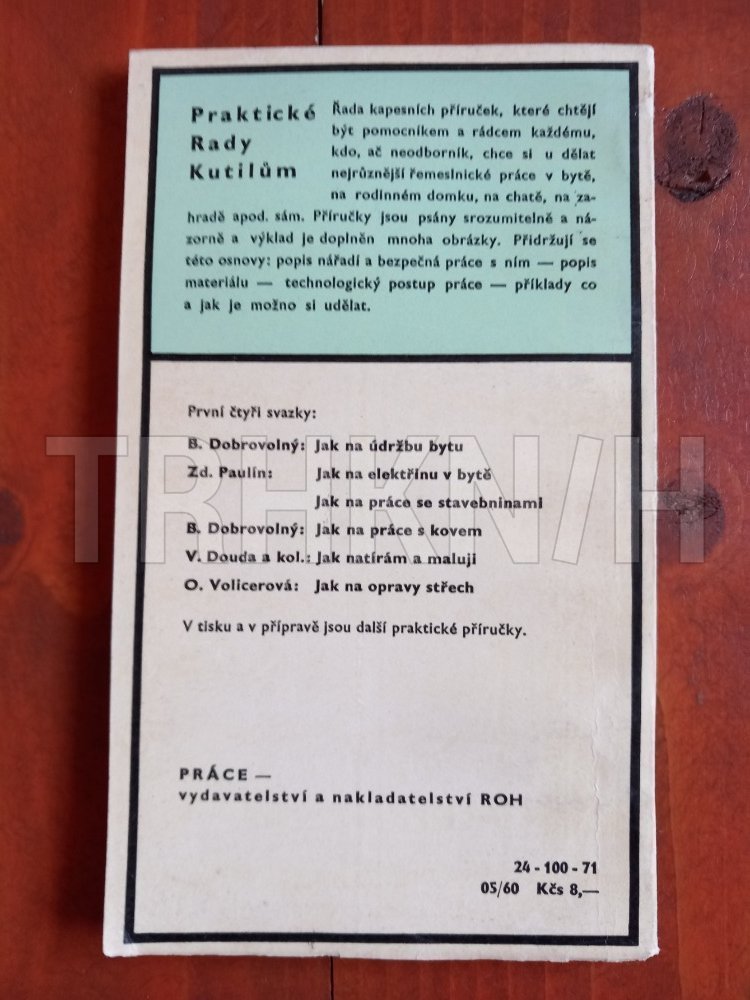 Praktické
Rady
Kutilům
Řada kapesních příruček, které chtějí
být pomocníkem a rádcem každému,
kdo, ač neodborník, chce si u dělat
nejrůznější řemeslnické práce v bytě,
na rodinném domku, na chatě, na za-
hradě apod. sám. Příručky jsou psány srozumitelně a ná-
zorně a výklad je doplněn mnoha obrázky. Přidržují se
této osnovy: popis nářadí a bezpečná práce s ním — popis
materiálu — technologický postup práce — příklady co
a jak je možno si udělat.
První čtyři svazky:
B. Dobrovolný: Jak na údržbu bytu
Zd. Paulín: Jak na elektřinu v bytě
Jak na práce se stavebninami
B. Dobrovolný: Jak na práce s kovem
V. Douda a kol.: Jak natírám a maluji
O. Volicerová: Jak na opravy střech
V tisku a v přípravě jsou další praktické příručky.
PRÁCE —
vydavatelství a nakladatelství ROH
24 - 100 - 71
05/60 Kčs 8,—
TRHKN/H